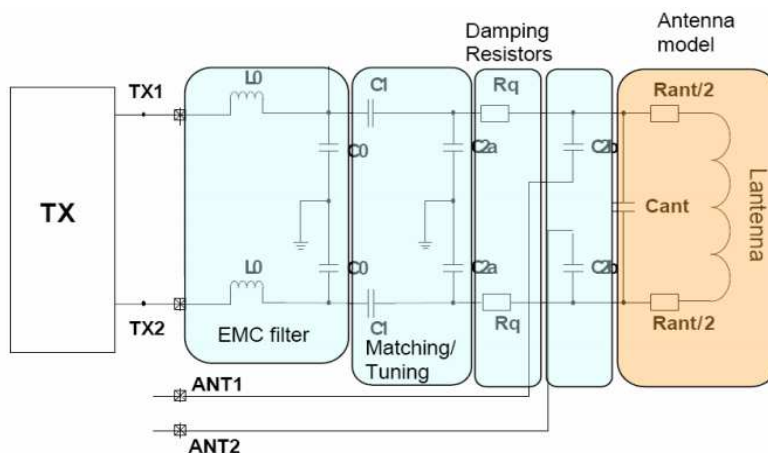 Damping
Resistors
Antenna
model
TX1
L0
C1
Rq
Rant/2
C0
C2a
C2b
TX
Cant
Lantenna
L0
C0
C2a
C2b
TX2
EMC filter
C1
Matching/
Tuning
Rq
Rant/2
ANT1
ANT2